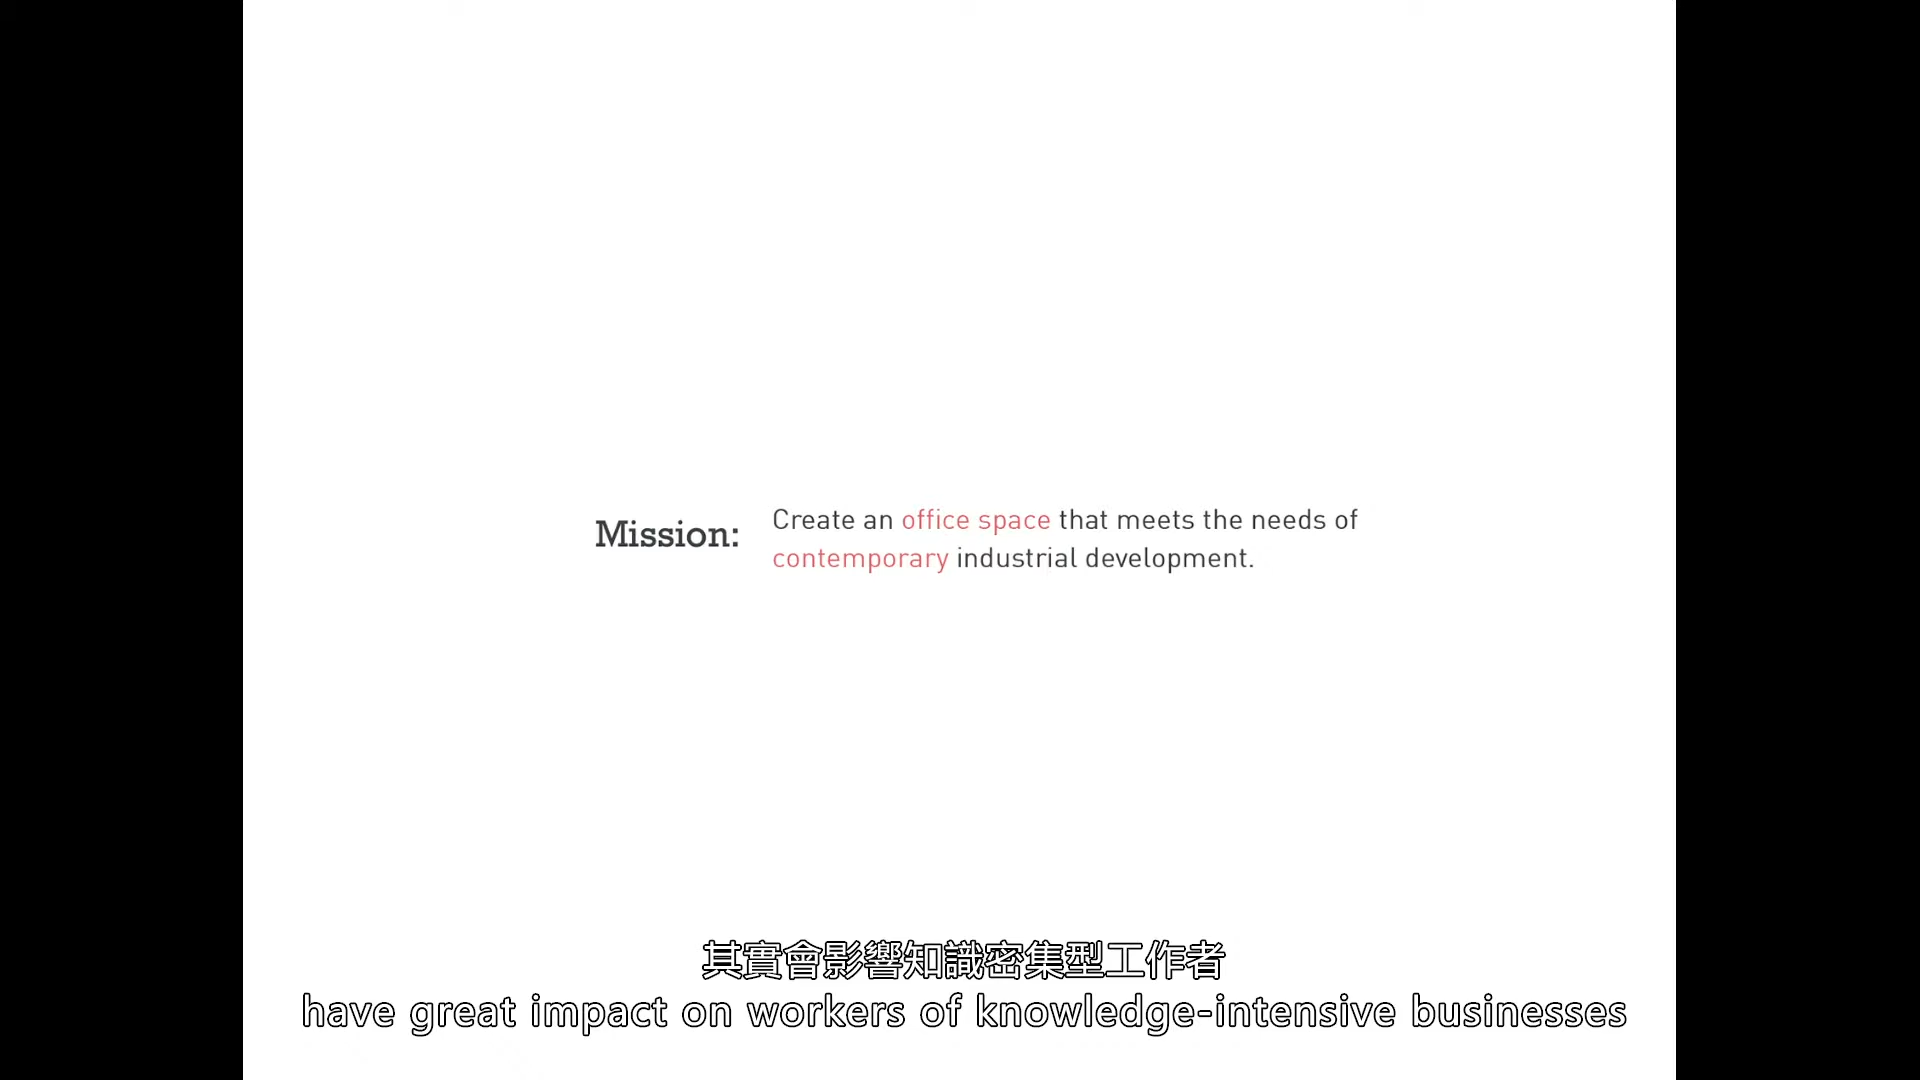 Mission:
Create an office space that meets the needs of
contemporary industrial development.
其實會影響知識密集型工作者
have great impact on workers of knowledge-intensive businesses